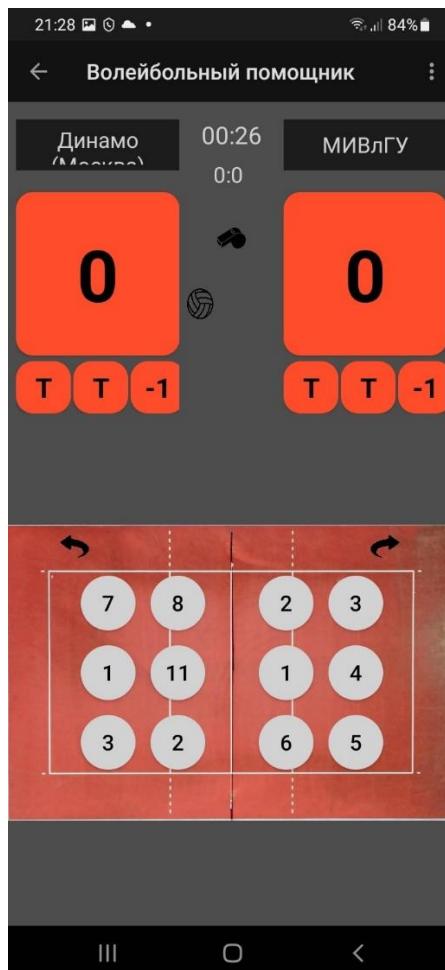 21:28 84%
Волейбольный помощник
Динамо 00:26 МИВлГУ
(Москва) 0:0
0 0
T T -1 T T -1
7 8 2 3
1 11 1 4
3 2 6 5